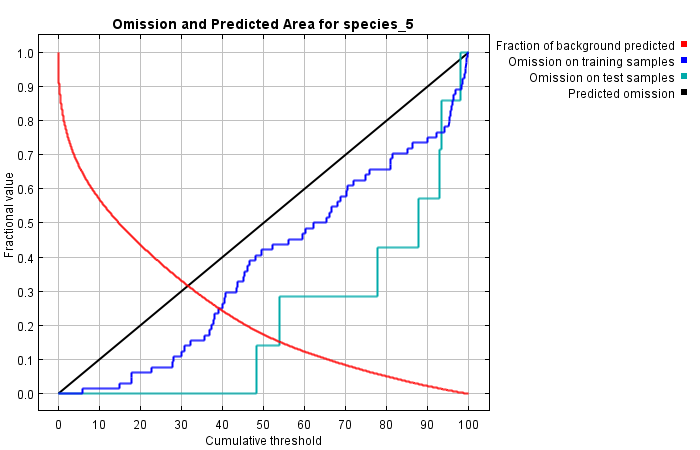 Omission and Predicted Area for species_5
Fraction of background predicted
Omission on training samples
Omission on test samples
Predicted omission
Fractional value
1.0
0.9
0.8
0.7
0.6
0.5
0.4
0.3
0.2
0.1
0.0
0 10 20 30 40 50 60 70 80 90 100
Cumulative threshold